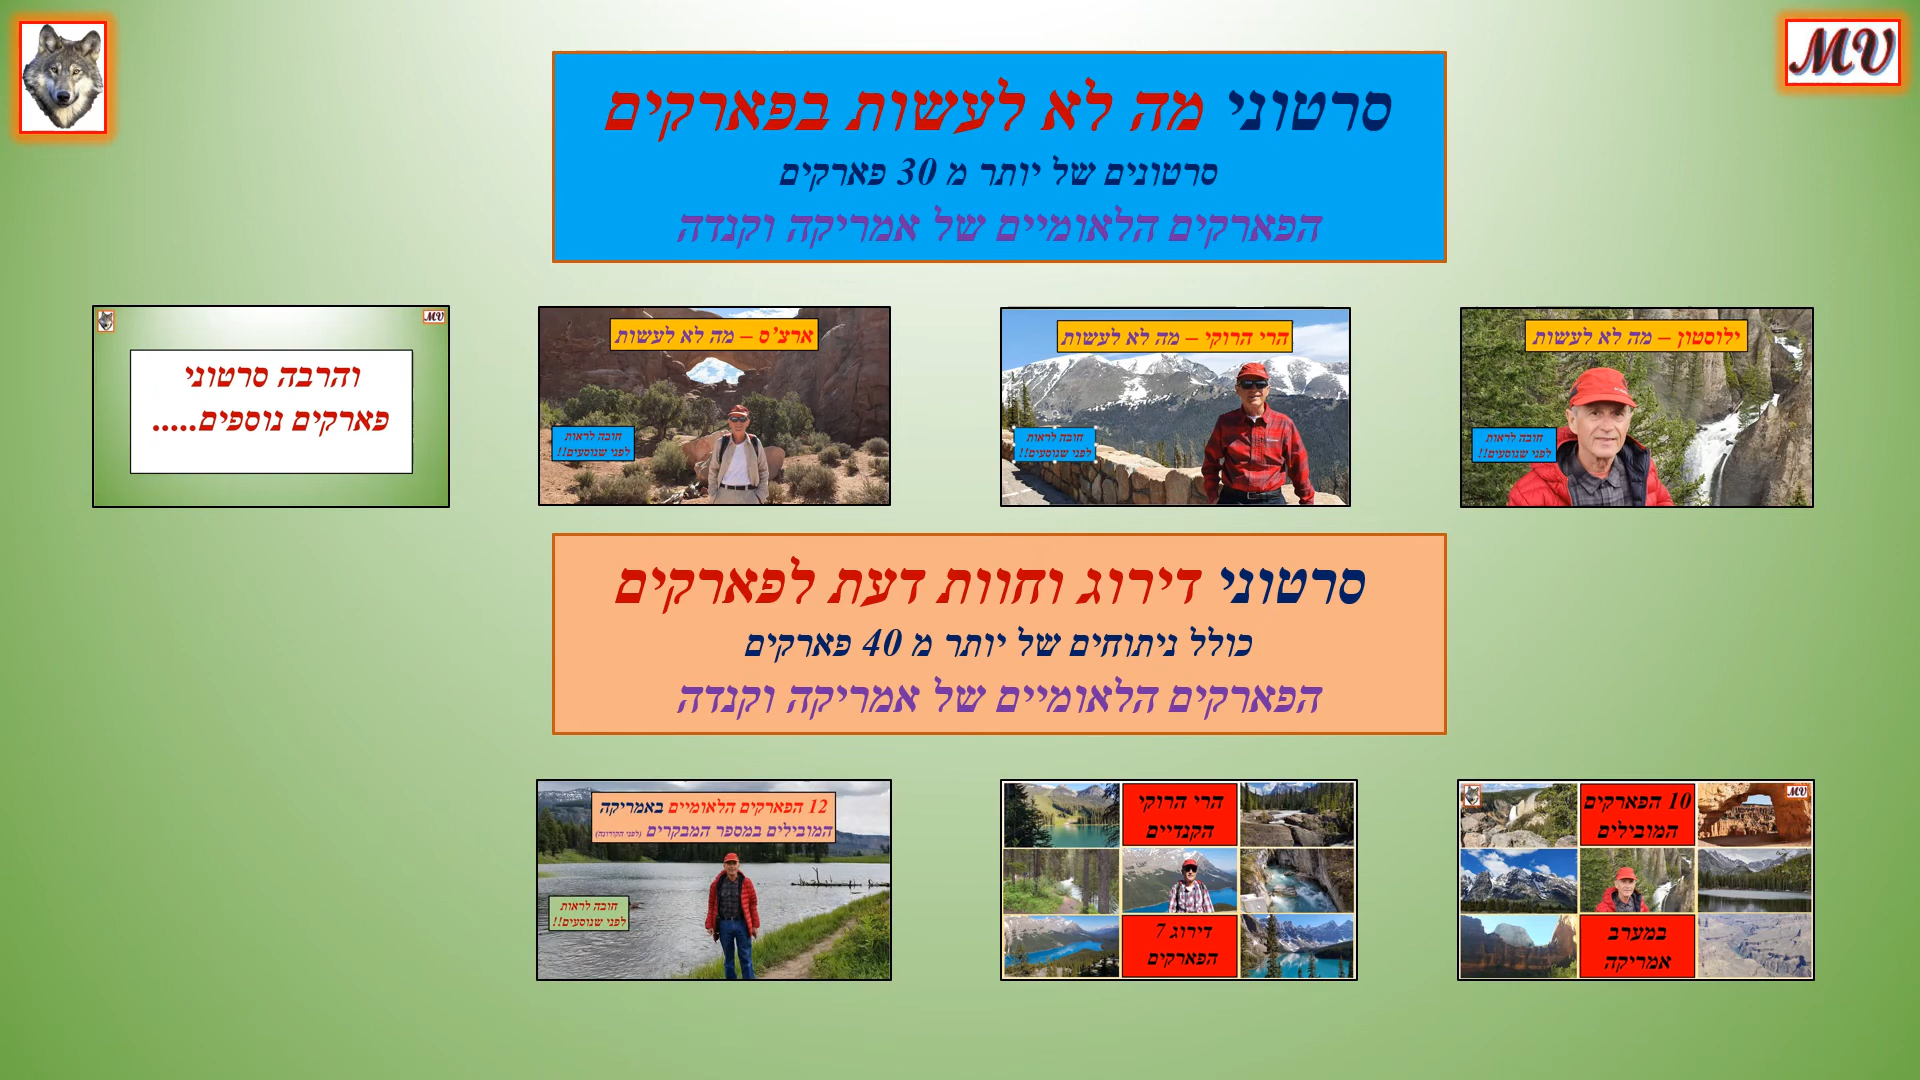 MV
סרטוני מה לא לעשות בפארקים
סרטונים של יותר מ 30 פארקים
הפארקים הלאומיים של אמריקה וקנדה
ילוסטון – מה לא לעשות
חובה לראות
לפני שנוסעים!!
הרי הרוקי – מה לא לעשות
חובה לראות
לפני שנוסעים!!
ארצ'ס – מה לא לעשות
חובה לראות
לפני שנוסעים!!
MV
והרבה סרטוני
פארקים נוספים.....
סרטוני דירוג וחוות דעת לפארקים
כולל ניתוחים של יותר מ 40 פארקים
הפארקים הלאומיים של אמריקה וקנדה
MV
10 הפארקים
המובילים
במערב
אמריקה
הרי הרוקי
הקנדיים
דירוג 7
הפארקים
12 הפארקים הלאומיים באמריקה
המובילים במספר המבקרים (לפני הקורונה)
חובה לראות
לפני שנוסעים!!